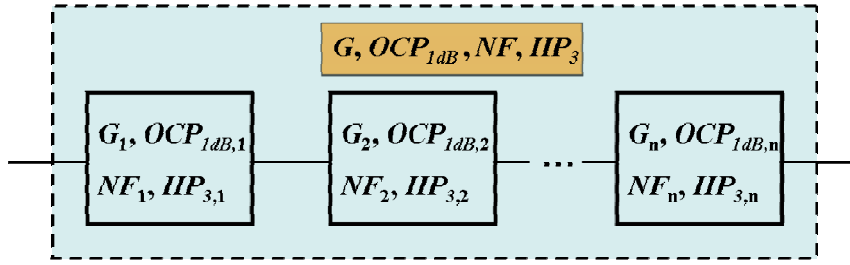 G, OCP1dB, NF, IIP3
G1, OCP1dB,1
NF1, IIP3,1
G2, OCP1dB,2
NF2, IIP3,2
...
Gn, OCP1dB,n
NFn, IIP3,n